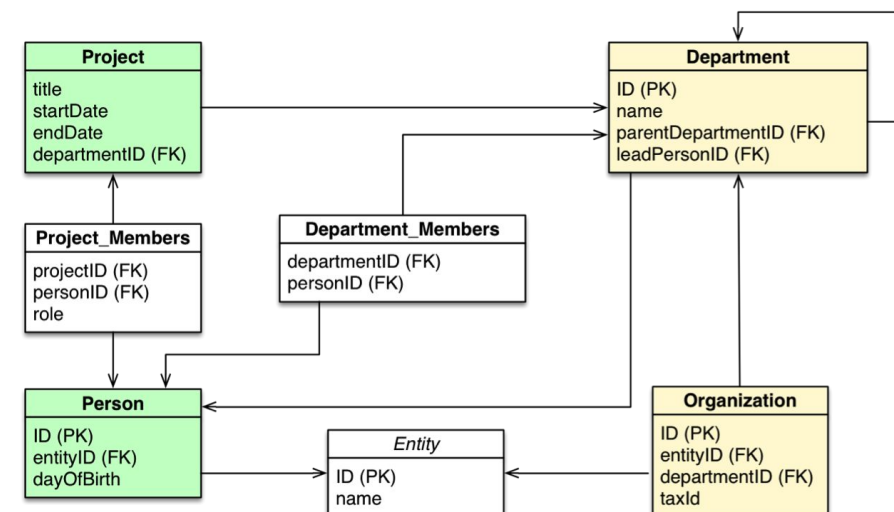 Project
title
startDate
endDate
departmentID (FK)
Department
ID (PK)
name
parentDepartmentID (FK)
leadPersonID (FK)
Project_Members
projectID (FK)
personID (FK)
role
Department_Members
departmentID (FK)
personID (FK)
Person
ID (PK)
entityID (FK)
dayOfBirth
Entity
ID (PK)
name
Organization
ID (PK)
entityID (FK)
departmentID (FK)
taxId